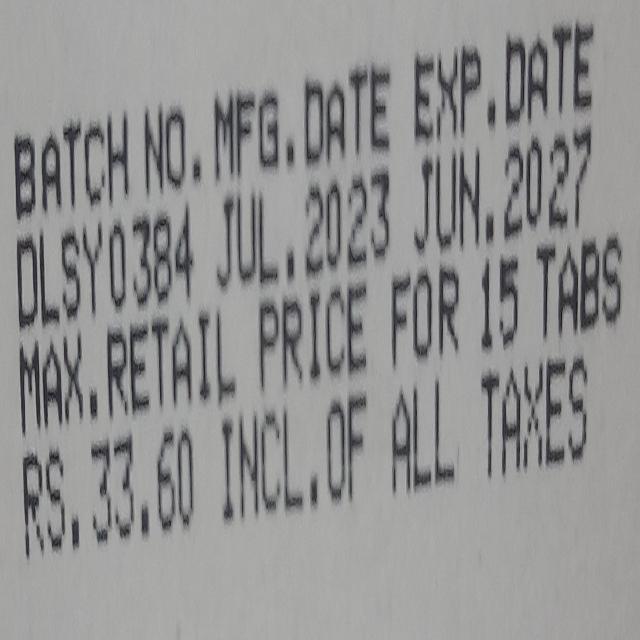 BATCH NO. MFG.DATE EXP.DATE
DLSY0384 JUL.2023 JUN.2027
MAX.RETAIL PRICE FOR 15 TABS
RS.33.60 INCL.OF ALL TAXES